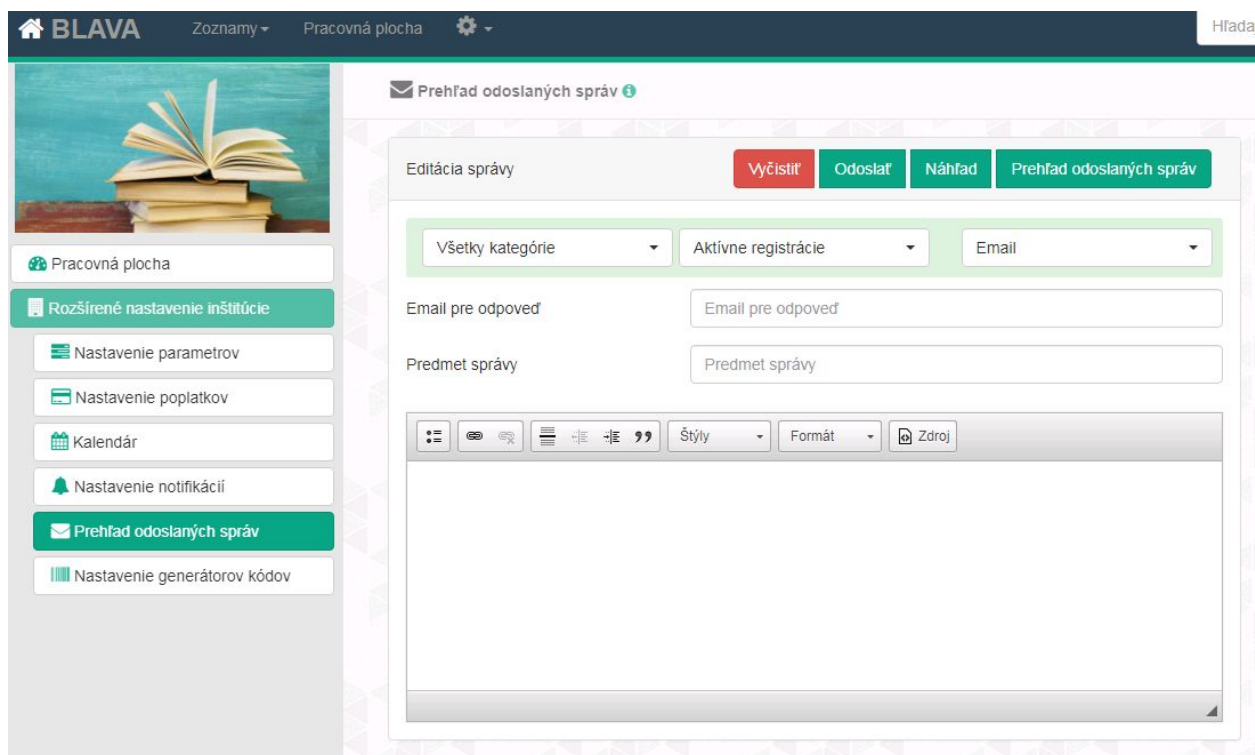 BLAVA Zoznamy Pracovná plocha Hľada
Prehľad odoslaných správ
Editácia správy Vyčistiť Odoslať Náhľad Prehľad odoslaných správ
Všetky kategórie Aktívne registrácie Email
Pracovná plocha
Rozšírené nastavenie inštitúcie
Nastavenie parametrov
Nastavenie poplatkov
Kalendár
Nastavenie notifikácií
Prehľad odoslaných správ
Nastavenie generátorov kódov
Email pre odpoveď Email pre odpoveď
Predmet správy Predmet správy
Štýly Formát Zdroj